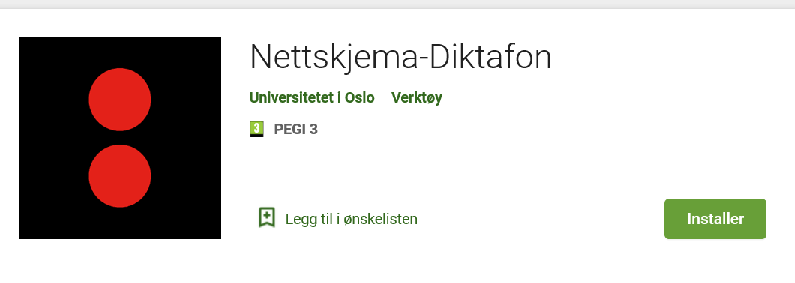 Nettskjema-Diktafon
Universitetet i Oslo Verktøy
3 PEGI 3
Legg til i ønskelisten
Installer